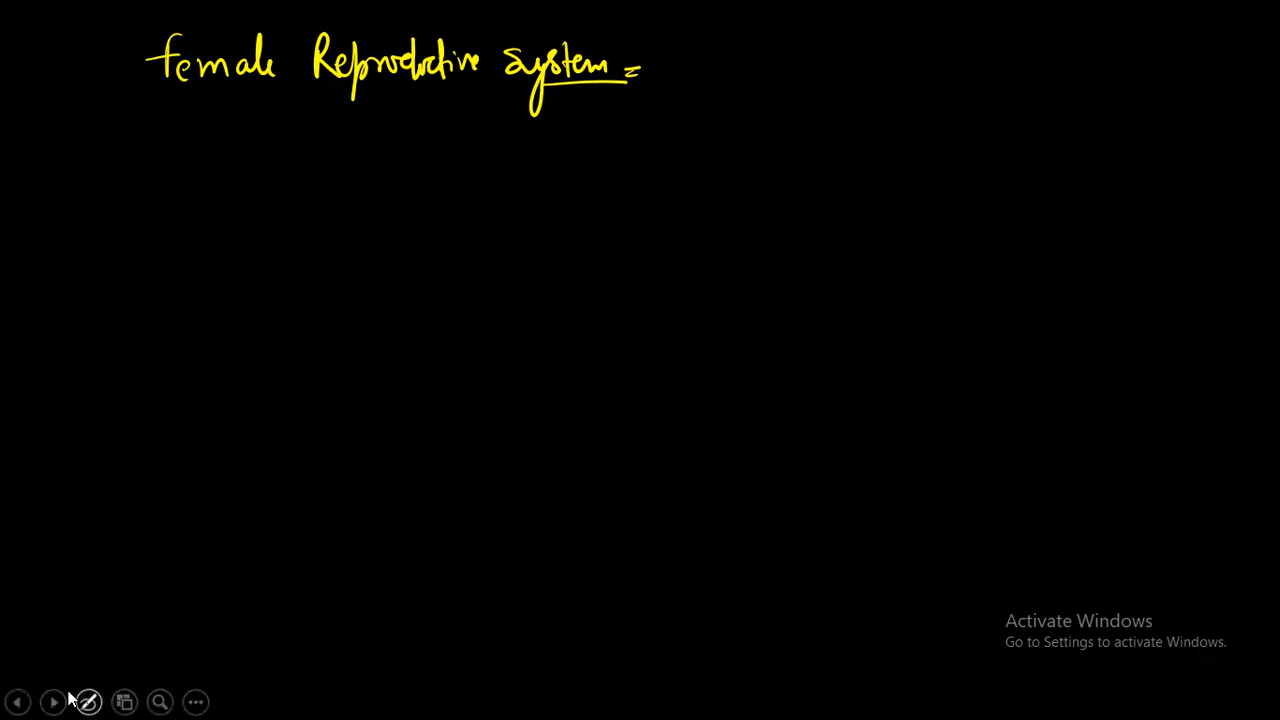 female Reproductive system =
Activate Windows
Go to Settings to activate Windows.